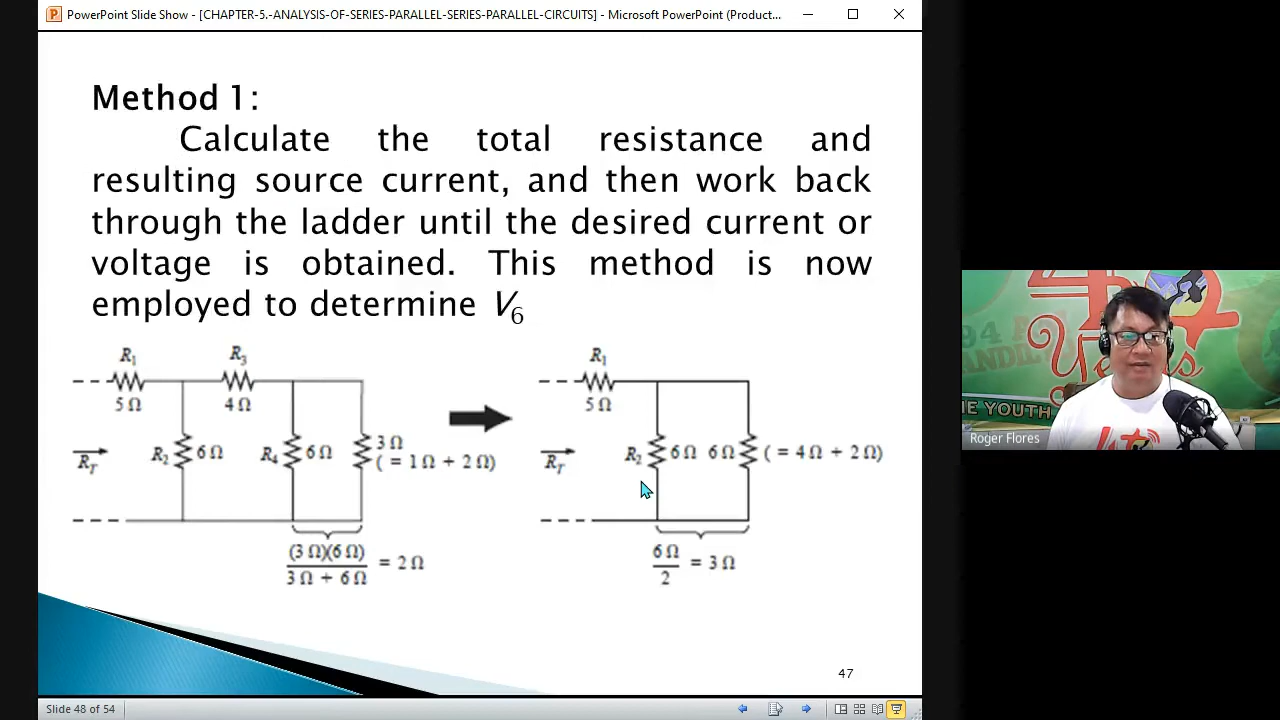 PowerPoint Slide Show - [CHAPTER-5.-ANALYSIS-OF-SERIES-PARALLEL-SERIES-PARALLEL-CIRCUITS] - Microsoft PowerPoint (Product...
Method 1:
Calculate the total resistance and
resulting source current, and then work back
through the ladder until the desired current or
voltage is obtained. This method is now
employed to determine V6
R1 R3
5 Ω 4 Ω
RT R2 6 Ω R4 6 Ω 3 Ω
( = 1 Ω + 2 Ω)
(3 Ω)(6 Ω)
3 Ω + 6 Ω
= 2 Ω
R1
5 Ω
RT R2 6 Ω 6 Ω ( = 4 Ω + 2 Ω)
6 Ω
2
= 3 Ω
47
Slide 48 of 54
Years
E YOUTH
Roger Flores